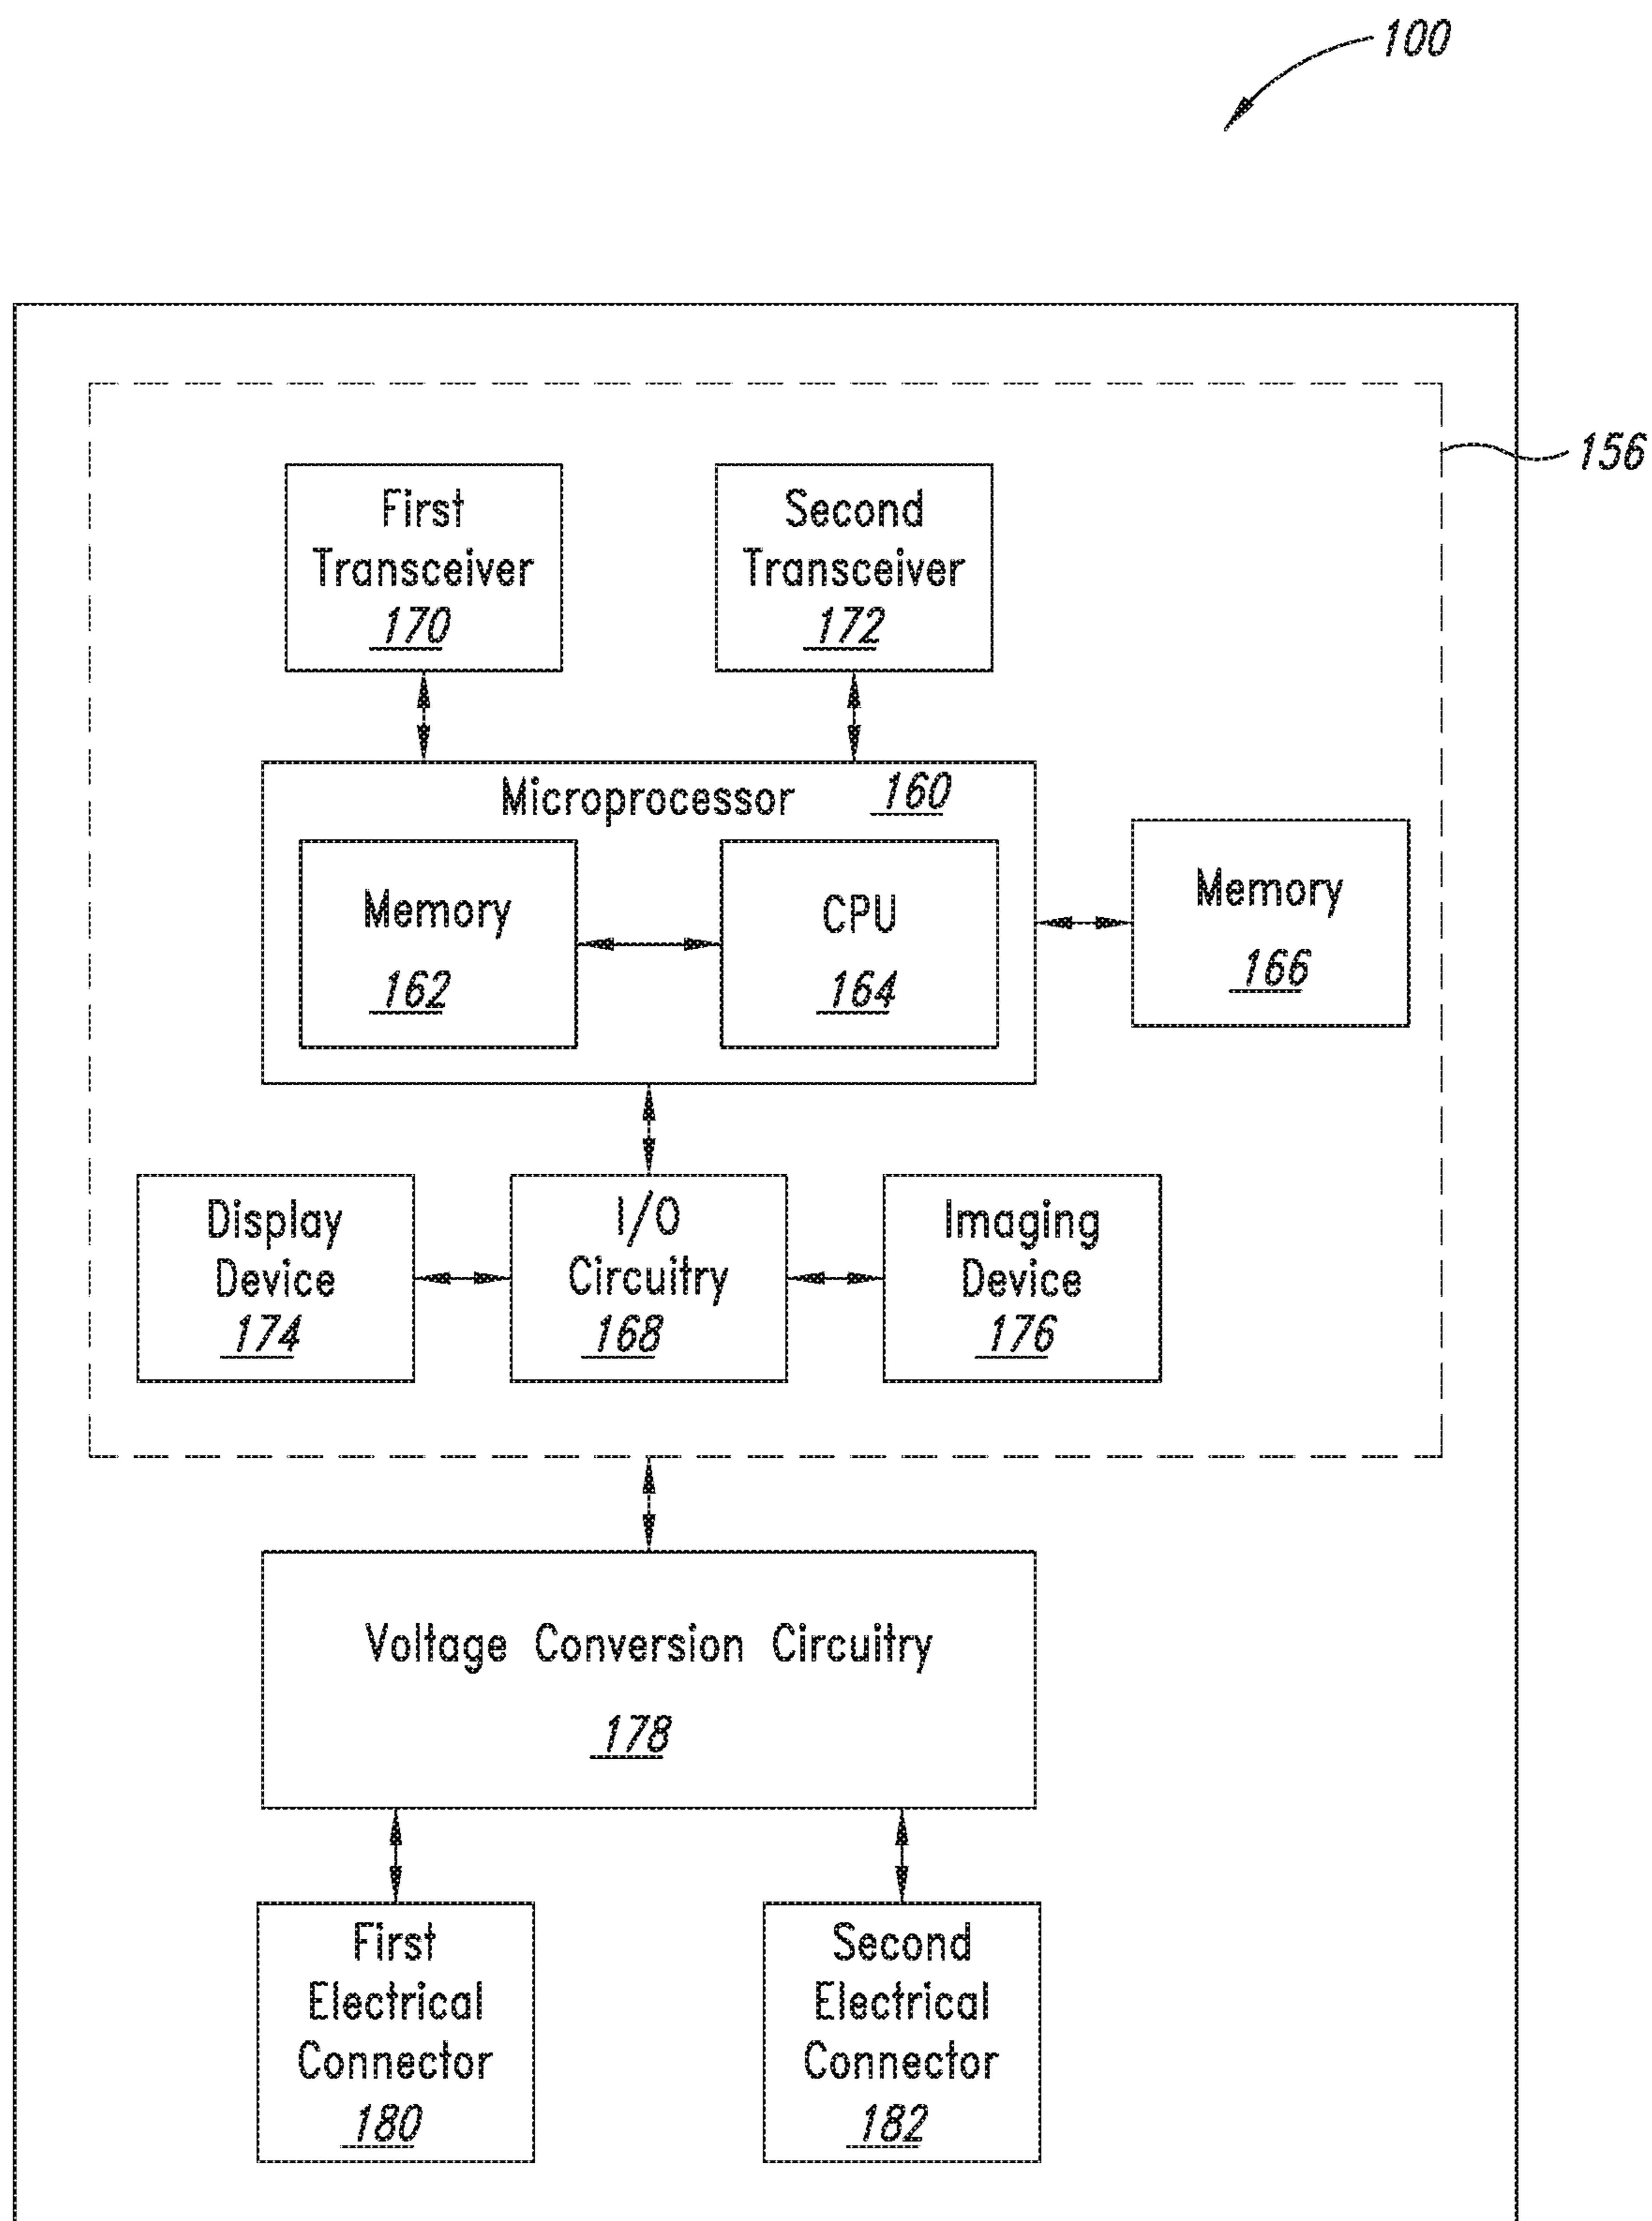 100
156
First
Transceiver
170
Second
Transceiver
172
Microprocessor 160
Memory
162
CPU
164
Memory
166
Display
Device
174
I/O
Circuitry
168
Imaging
Device
176
Voltage Conversion Circuitry
178
First
Electrical
Connector
180
Second
Electrical
Connector
182